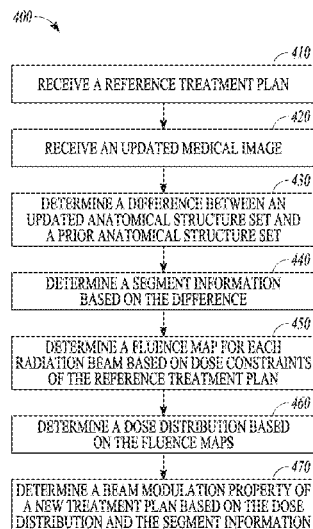 400
410
RECEIVE A REFERENCE TREATMENT PLAN
420
RECEIVE AN UPDATED MEDICAL IMAGE
430
DETERMINE A DIFFERENCE BETWEEN AN
UPDATED ANATOMICAL STRUCTURE SET AND
A PRIOR ANATOMICAL STRUCTURE SET
440
DETERMINE A SEGMENT INFORMATION
BASED ON THE DIFFERENCE
450
DETERMINE A FLUENCE MAP FOR EACH
RADIATION BEAM BASED ON DOSE CONSTRAINTS
OF THE REFERENCE TREATMENT PLAN
460
DETERMINE A DOSE DISTRIBUTION BASED
ON THE FLUENCE MAPS
470
DETERMINE A BEAM MODULATION PROPERTY OF
A NEW TREATMENT PLAN BASED ON THE DOSE
DISTRIBUTION AND THE SEGMENT INFORMATION